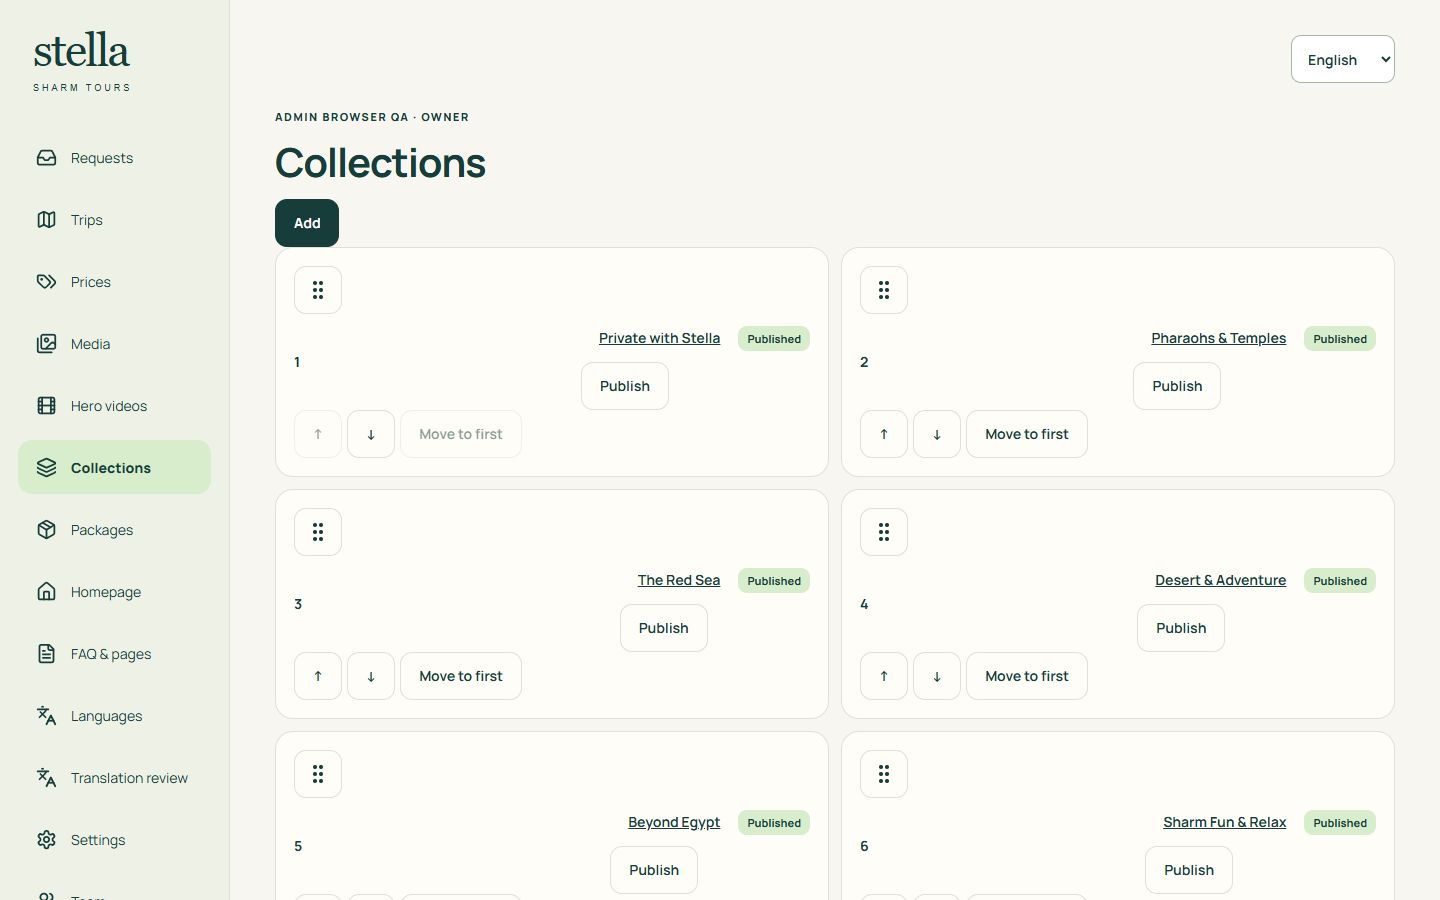 stella
SHARM TOURS
Requests
Trips
Prices
Media
Hero videos
Collections
Packages
Homepage
FAQ & pages
Languages
Translation review
Settings
English
ADMIN BROWSER QA · OWNER
Collections
Add
Private with Stella Published
1
Publish
↑ ↓ Move to first
Pharaohs & Temples Published
2
Publish
↑ ↓ Move to first
The Red Sea Published
3
Publish
↑ ↓ Move to first
Desert & Adventure Published
4
Publish
↑ ↓ Move to first
Beyond Egypt Published
5
Publish
Sharm Fun & Relax Published
6
Publish